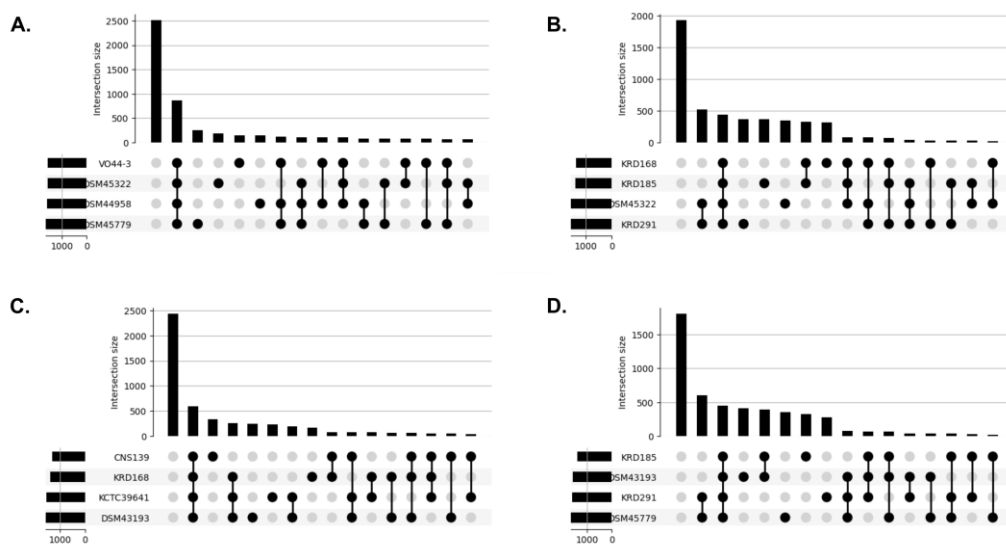 A.
Intersection size
2500
2000
1500
1000
500
0
VO44-3
DSM45322
DSM44958
DSM45779
1000 0
B.
Intersection size
2000
1500
1000
500
0
KRD168
KRD185
DSM45322
KRD291
1000 0
C.
Intersection size
2500
2000
1500
1000
500
0
CNS139
KRD168
KCTC39641
DSM43193
1000 0
D.
Intersection size
1500
1000
500
0
KRD185
DSM43193
KRD291
DSM45779
1000 0